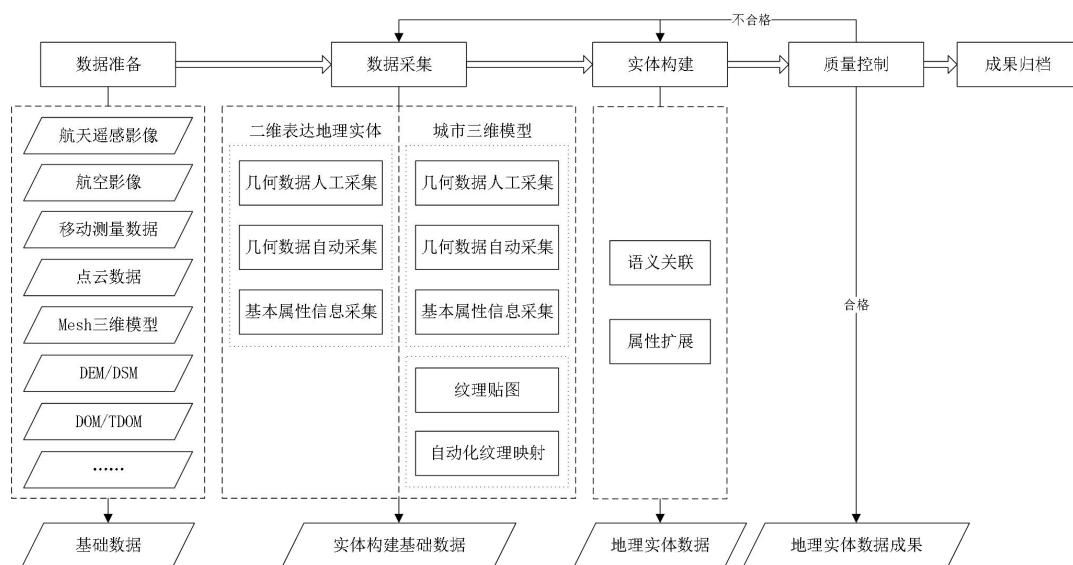 不合格
数据准备
数据采集
实体构建
质量控制
成果归档
航天遥感影像
航空影像
移动测量数据
点云数据
Mesh三维模型
DEM/DSM
DOM/TDOM
……
二维表达地理实体
几何数据人工采集
几何数据自动采集
基本属性信息采集
城市三维模型
几何数据人工采集
几何数据自动采集
基本属性信息采集
纹理贴图
自动化纹理映射
语义关联
属性扩展
合格
基础数据
实体构建基础数据
地理实体数据
地理实体数据成果